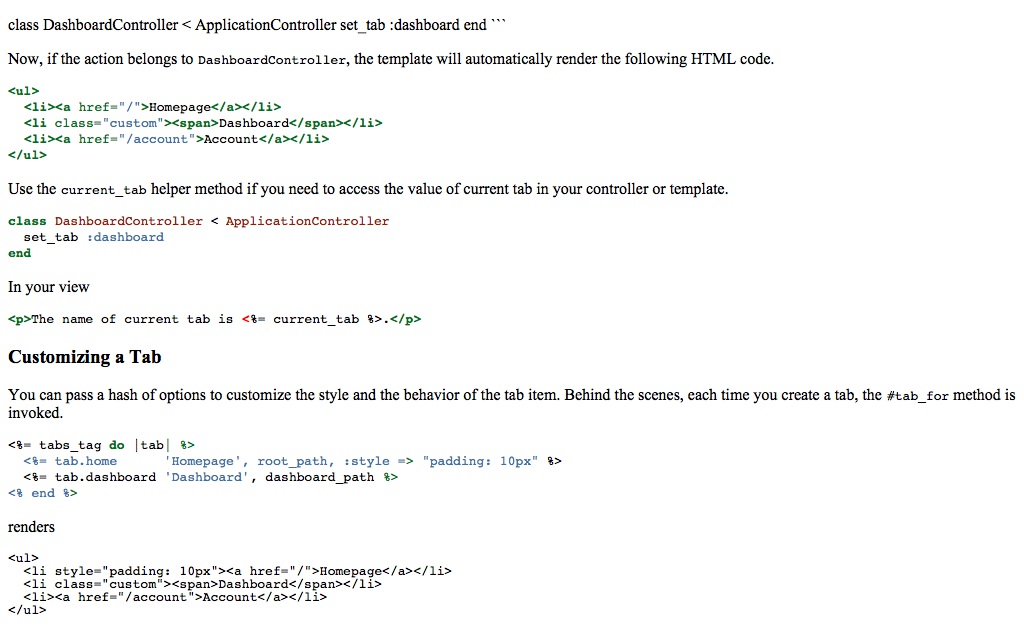 class DashboardController < ApplicationController set_tab :dashboard end ```
Now, if the action belongs to DashboardController, the template will automatically render the following HTML code.
<ul>
  <li><a href="/">Homepage</a></li>
  <li class="custom"><span>Dashboard</span></li>
  <li><a href="/account">Account</a></li>
</ul>
Use the current_tab helper method if you need to access the value of current tab in your controller or template.
class DashboardController < ApplicationController
  set_tab :dashboard
end
In your view
<p>The name of current tab is <%= current_tab %>.</p>
Customizing a Tab
You can pass a hash of options to customize the style and the behavior of the tab item. Behind the scenes, each time you create a tab, the #tab_for method is
invoked.
<%= tabs_tag do |tab| %>
  <%= tab.home      'Homepage', root_path, :style => "padding: 10px" %>
  <%= tab.dashboard 'Dashboard', dashboard_path %>
<% end %>
renders
<ul>
  <li style="padding: 10px"><a href="/">Homepage</a></li>
  <li class="custom"><span>Dashboard</span></li>
  <li><a href="/account">Account</a></li>
</ul>